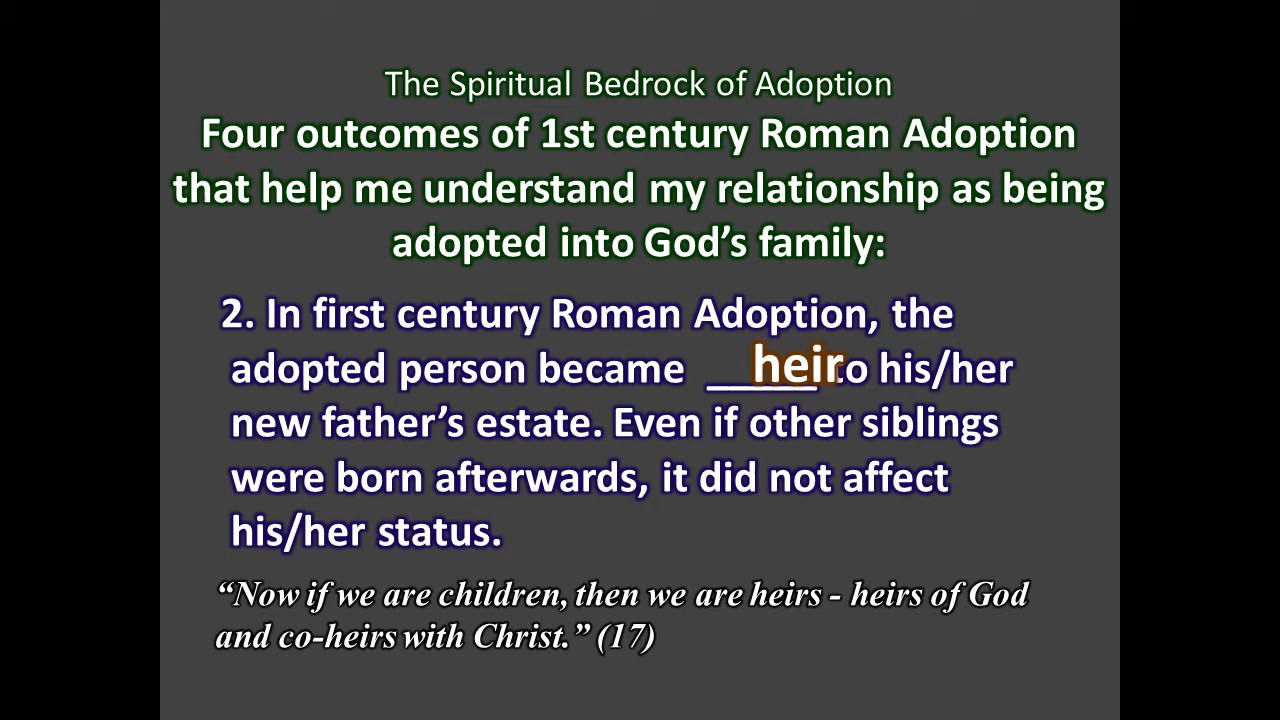 The Spiritual Bedrock of Adoption
Four outcomes of 1st century Roman Adoption
that help me understand my relationship as being
adopted into God’s family:
2. In first century Roman Adoption, the
adopted person became _____ heir to his/her
new father’s estate. Even if other siblings
were born afterwards, it did not affect
his/her status.
“Now if we are children, then we are heirs - heirs of God
and co-heirs with Christ.” (17)